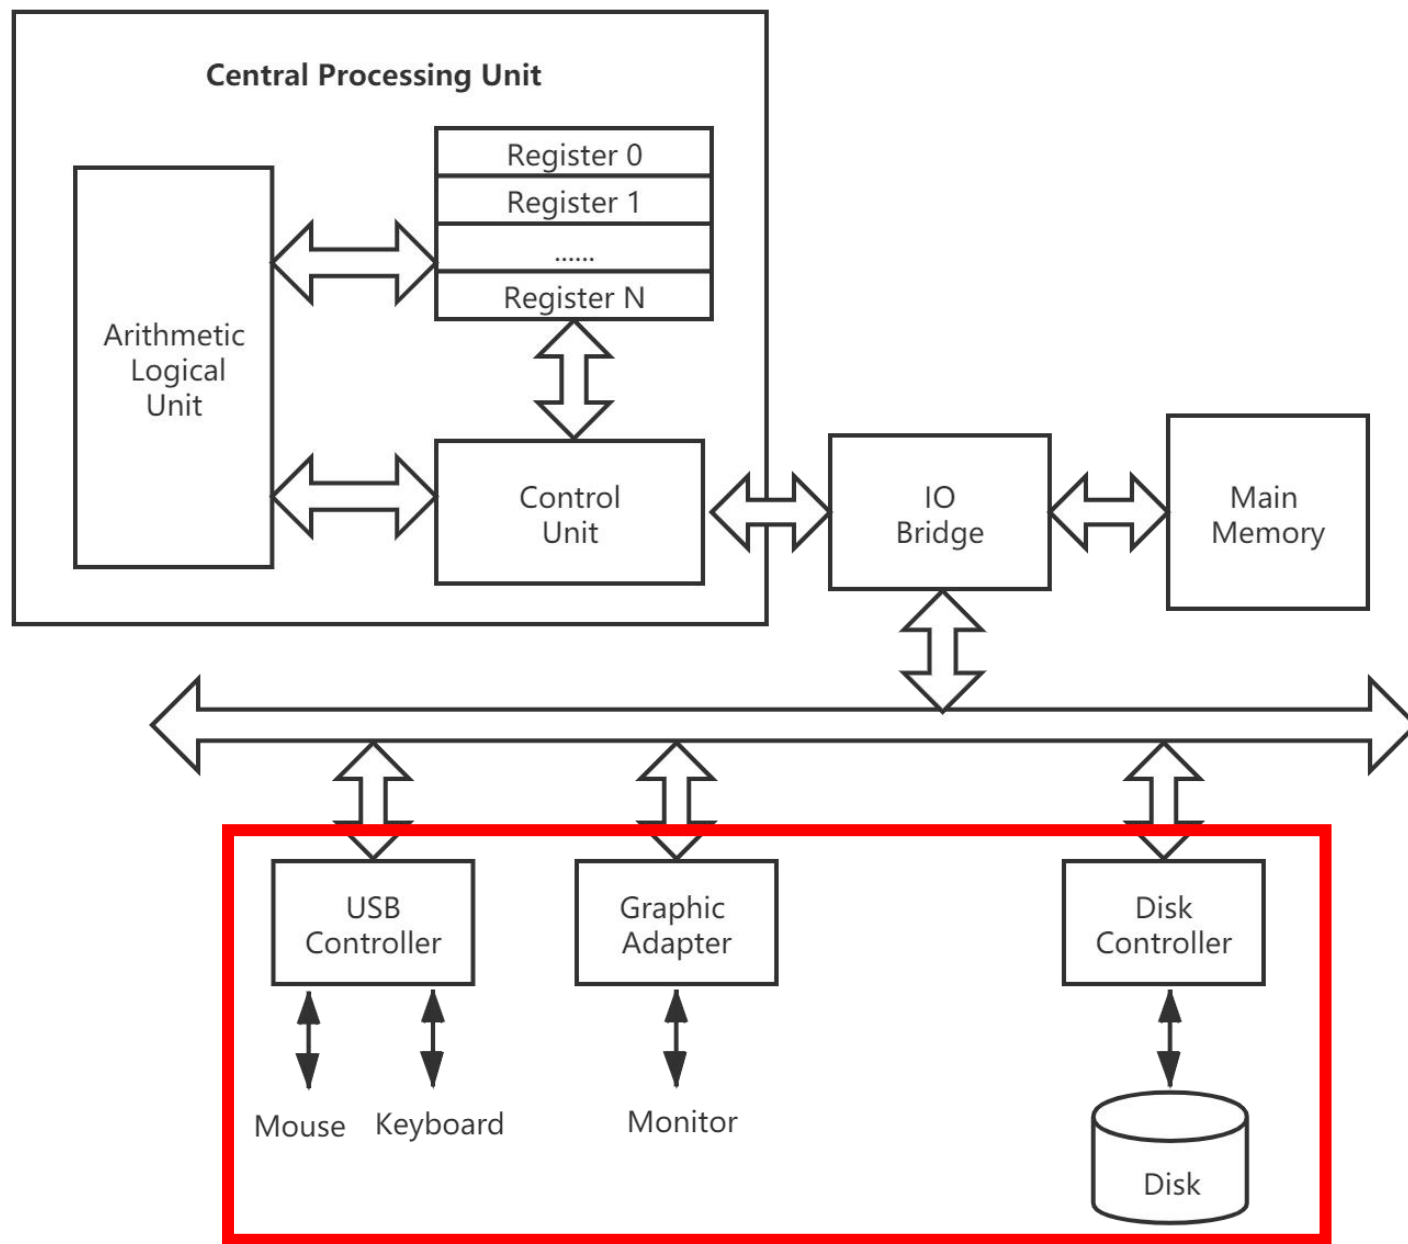 Central Processing Unit
Register 0
Register 1
......
Register N
Arithmetic
Logical
Unit
Control
Unit
IO
Bridge
Main
Memory
USB
Controller
Graphic
Adapter
Disk
Controller
Mouse
Keyboard
Monitor
Disk